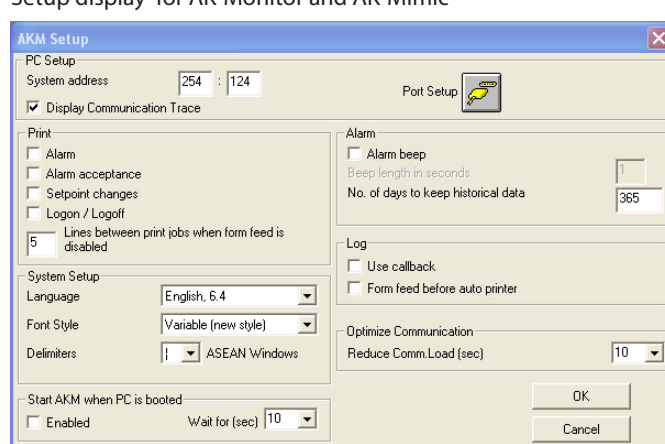 Setup display for AK Monitor and AK Mimic
AKM Setup
PC Setup
System address 254 : 124
Port Setup
Display Communication Trace
Print
Alarm
Alarm acceptance
Setpoint changes
Logon / Logoff
5 Lines between print jobs when form feed is
disabled
Alarm
Alarm beep
Beep length in seconds 1
No. of days to keep historical data 365
Log
Use callback
Form feed before auto printer
System Setup
Language English, 6.4
Font Style Variable (new style)
Delimiters ¦ ASEAN Windows
Optimize Communication
Reduce Comm.Load (sec) 10
Start AKM when PC is booted
Enabled Wait for (sec) 10
OK
Cancel